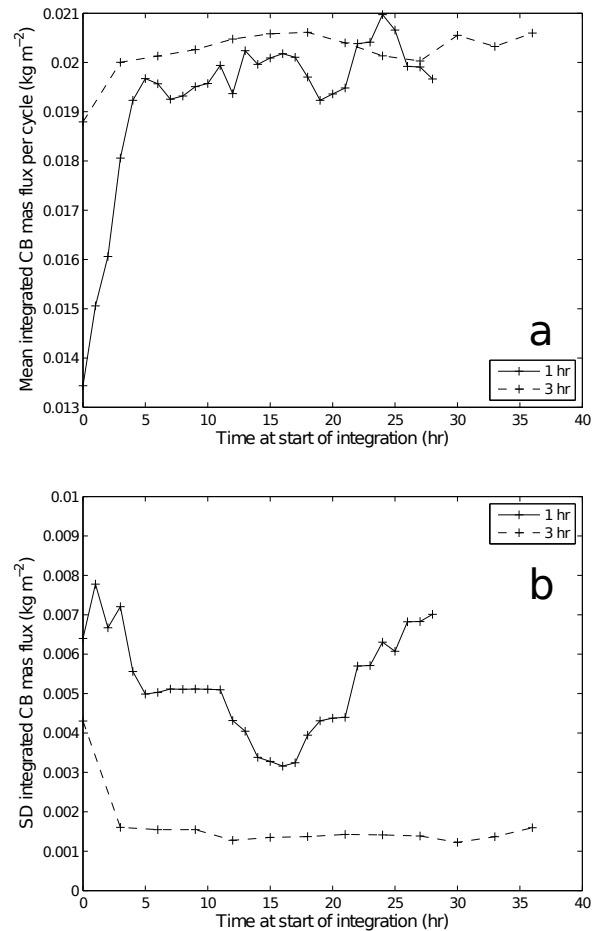 0.021
0.02
0.019
0.018
0.017
0.016
0.015
0.014
0.013
Mean integrated CB mas flux per cycle (kg m⁻²)
a
1 hr
3 hr
0 5 10 15 20 25 30 35 40
Time at start of integration (hr)
0.01
0.009
0.008
0.007
0.006
0.005
0.004
0.003
0.002
0.001
0
SD integrated CB mas flux (kg m⁻²)
1 hr
3 hr
b
0 5 10 15 20 25 30 35 40
Time at start of integration (hr)